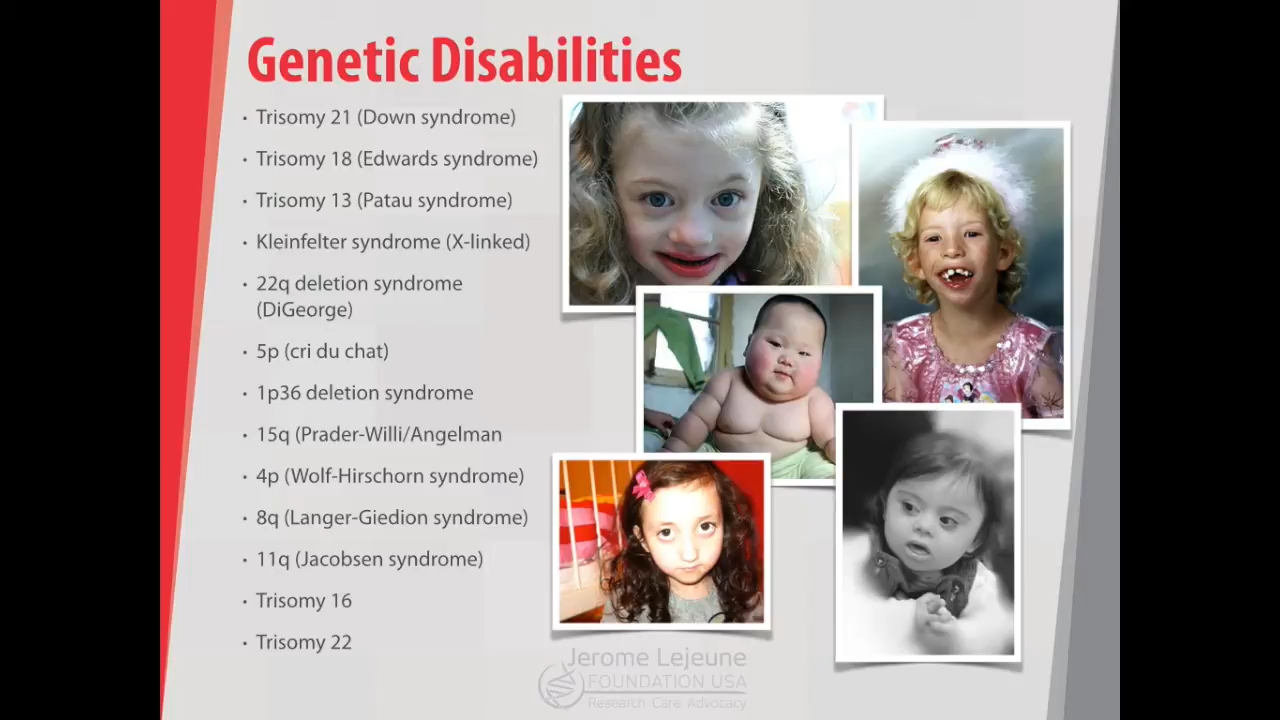 Genetic Disabilities
• Trisomy 21 (Down syndrome)
• Trisomy 18 (Edwards syndrome)
• Trisomy 13 (Patau syndrome)
• Kleinfelter syndrome (X-linked)
• 22q deletion syndrome
(DiGeorge)
• 5p (cri du chat)
• 1p36 deletion syndrome
• 15q (Prader-Willi/Angelman
• 4p (Wolf-Hirschorn syndrome)
• 8q (Langer-Giedion syndrome)
• 11q (Jacobsen syndrome)
• Trisomy 16
• Trisomy 22
Jerome Lejeune
FOUNDATION USA
Research Care Advocacy